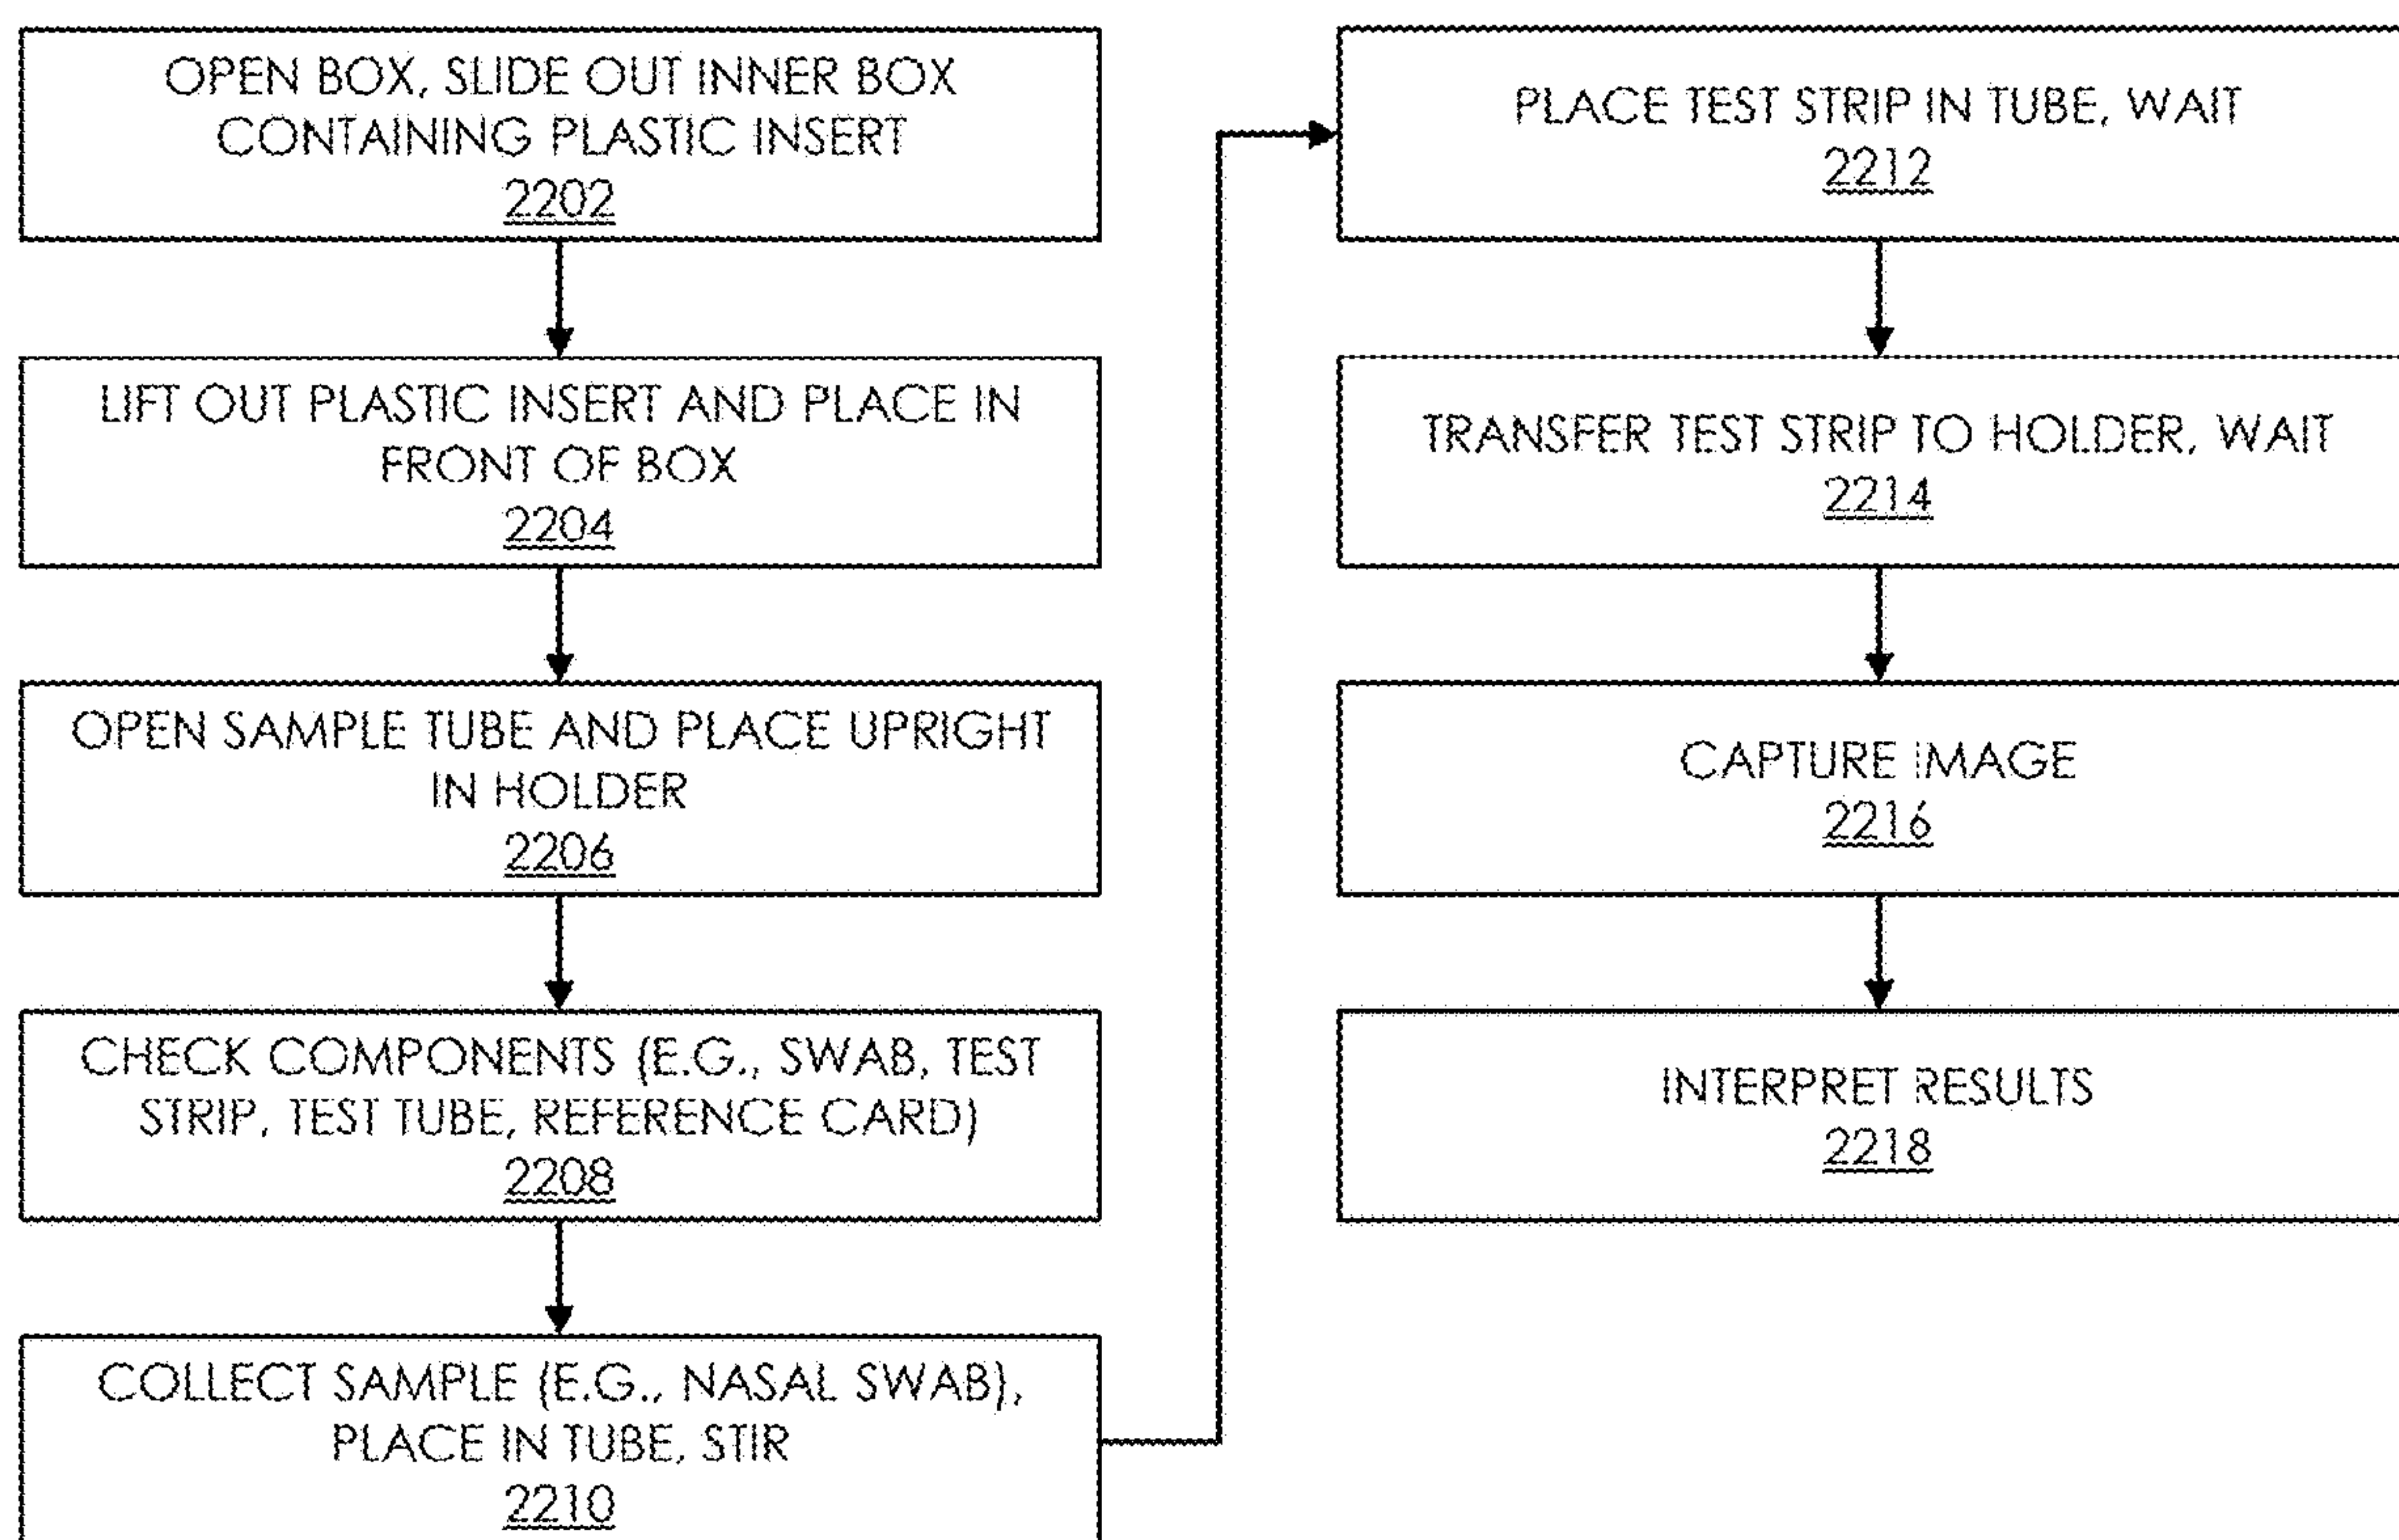 OPEN BOX, SLIDE OUT INNER BOX
CONTAINING PLASTIC INSERT
2202
LIFT OUT PLASTIC INSERT AND PLACE IN
FRONT OF BOX
2204
OPEN SAMPLE TUBE AND PLACE UPRIGHT
IN HOLDER
2206
CHECK COMPONENTS (E.G., SWAB, TEST
STRIP, TEST TUBE, REFERENCE CARD)
2208
COLLECT SAMPLE (E.G., NASAL SWAB),
PLACE IN TUBE, STIR
2210
PLACE TEST STRIP IN TUBE, WAIT
2212
TRANSFER TEST STRIP TO HOLDER, WAIT
2214
CAPTURE IMAGE
2216
INTERPRET RESULTS
2218